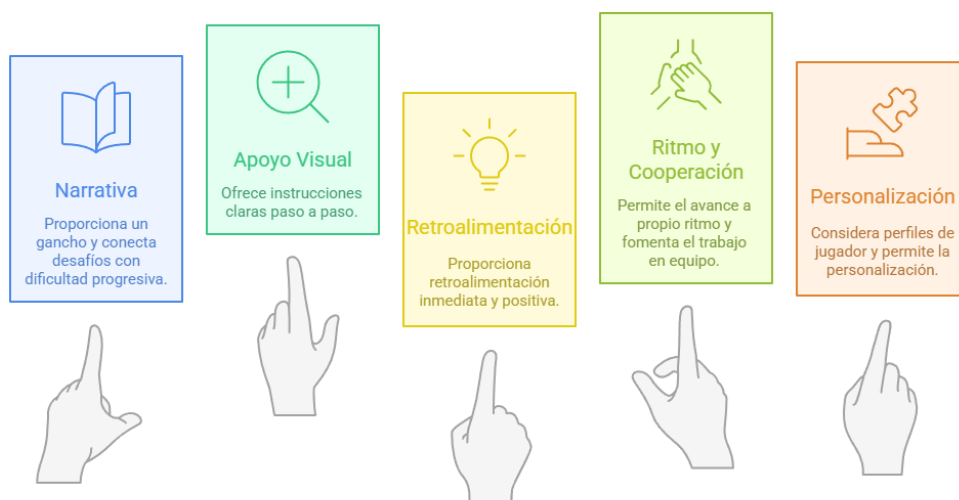 Narrativa
Proporciona un
gancho y conecta
desafíos con
dificultad progresiva.
Apoyo Visual
Ofrece instrucciones
claras paso a paso.
Retroalimentación
Proporciona
retroalimentación
inmediata y positiva.
Ritmo y
Cooperación
Permite el avance a
propio ritmo y
fomenta el trabajo
en equipo.
Personalización
Considera perfiles de
jugador y permite la
personalización.